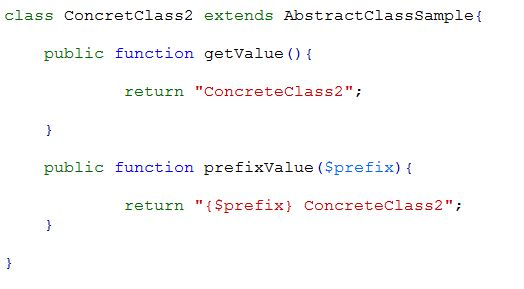 class ConcretClass2 extends AbstractClassSample{
public function getValue(){
return "ConcreteClass2";
}
public function prefixValue($prefix){
return "{$prefix} ConcreteClass2";
}
}